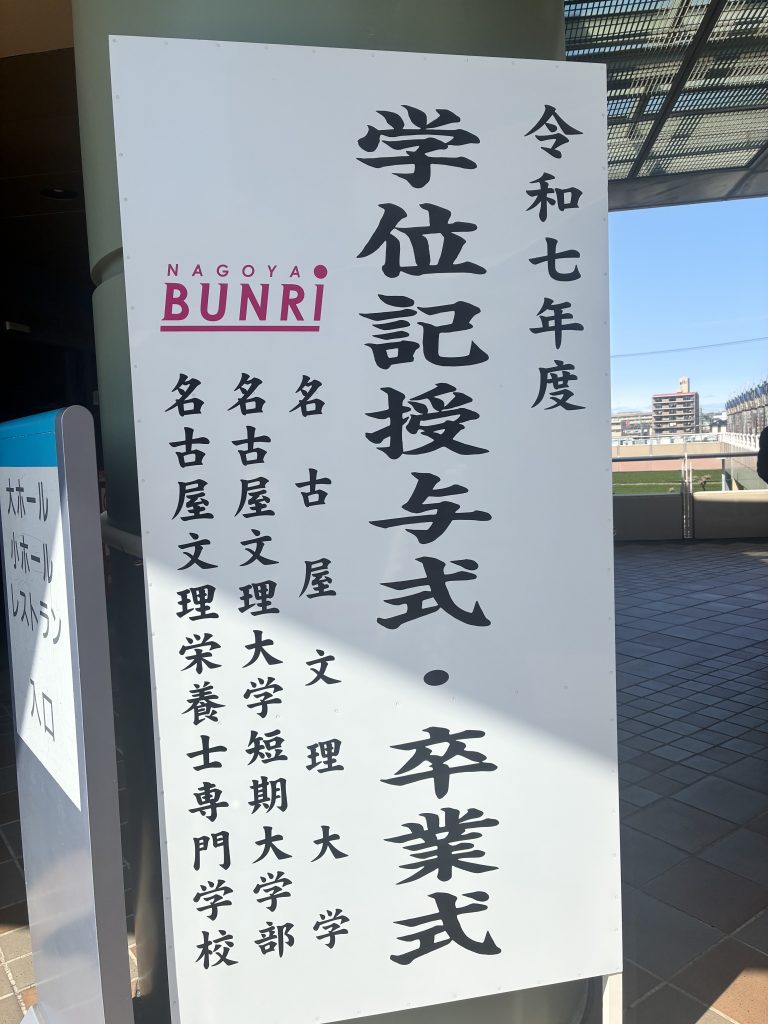 令和七年度
学位記授与式・卒業式
NAGOYA
BUNRi
名古屋文理大学
名古屋文理大学短期大学部
名古屋文理栄養士専門学校
大ホール
小ホール
レストラン
入口